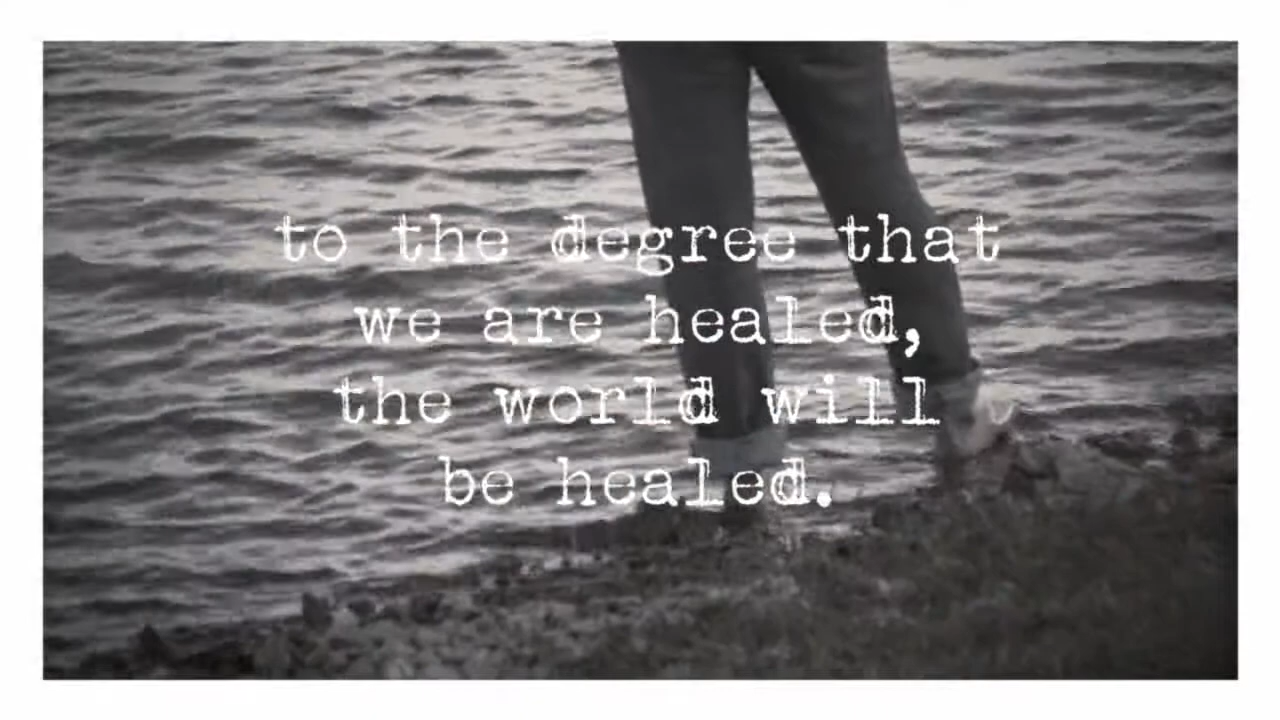 to the degree that
we are healed,
the world will
be healed.